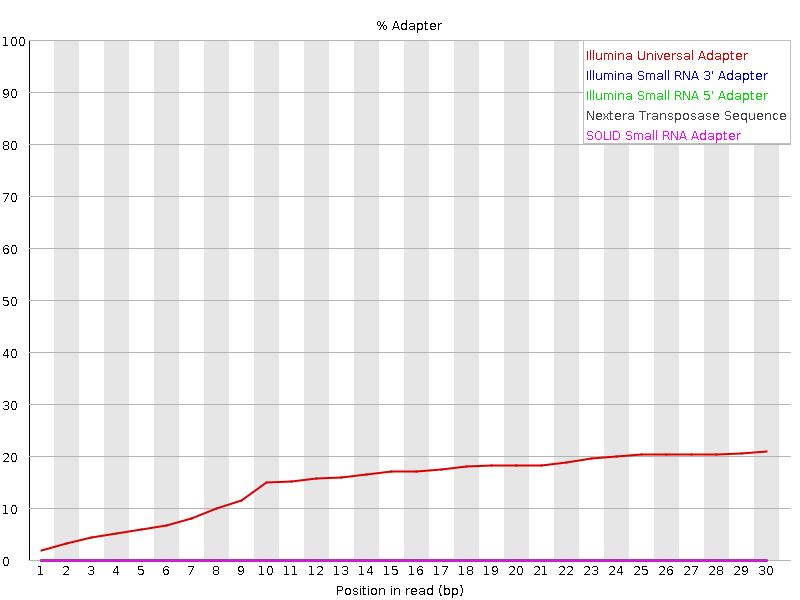 % Adapter
100
90
80
70
60
50
40
30
20
10
0
Illumina Universal Adapter
Illumina Small RNA 3' Adapter
Illumina Small RNA 5' Adapter
Nextera Transposase Sequence
SOLID Small RNA Adapter
1 2 3 4 5 6 7 8 9 10 11 12 13 14 15 16 17 18 19 20 21 22 23 24 25 26 27 28 29 30
Position in read (bp)